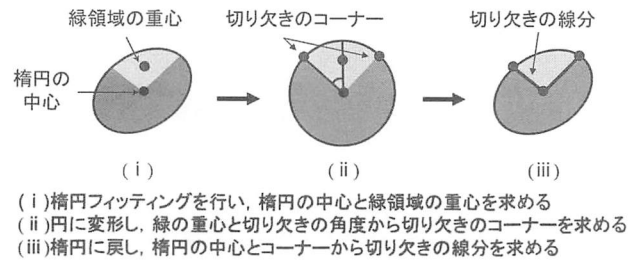 緑領域の重心
切り欠きのコーナー
切り欠きの線分
楕円の
中心
(ⅰ)
(ⅱ)
(ⅲ)
(ⅰ)楕円フィッティングを行い，楕円の中心と緑領域の重心を求める
(ⅱ)円に変形し，緑の重心と切り欠きの角度から切り欠きのコーナーを求める
(ⅲ)楕円に戻し，楕円の中心とコーナーから切り欠きの線分を求める